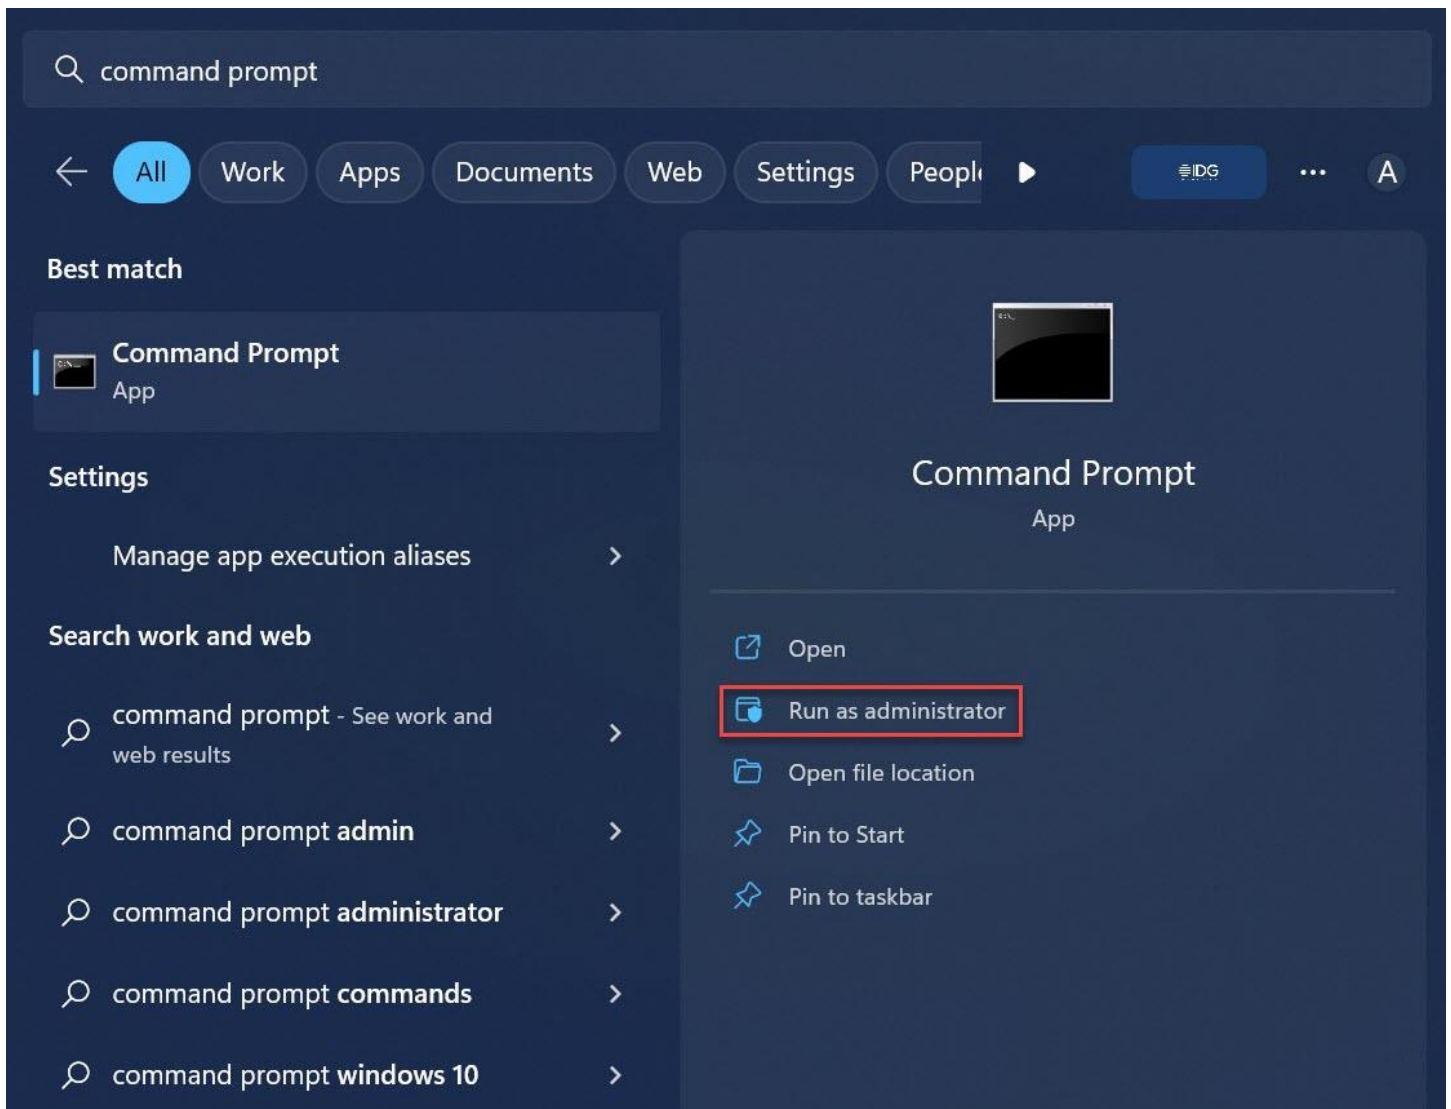 command prompt
All
Work
Apps
Documents
Web
Settings
IDG
A
Best match
Command Prompt
App
Settings
Manage app execution aliases
Search work and web
command prompt - See work and
web results
command prompt admin
command prompt administrator
command prompt commands
command prompt windows 10
Command Prompt
App
Open
Run as administrator
Open file location
Pin to Start
Pin to taskbar